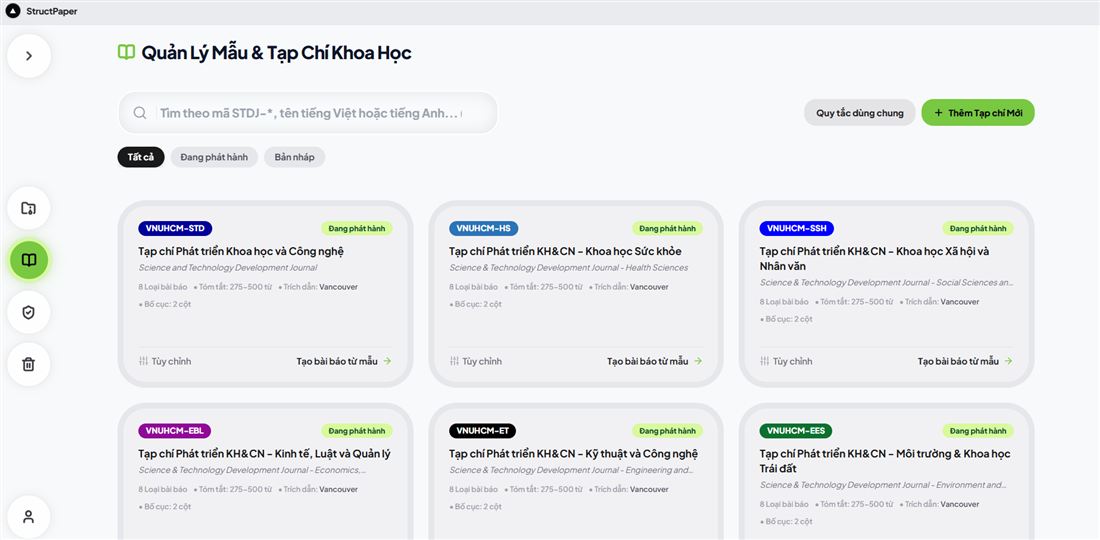 StructPaper
Quản Lý Mẫu & Tạp Chí Khoa Học
Tìm theo mã STDJ-*, tên tiếng Việt hoặc tiếng Anh...
Quy tắc dùng chung
+ Thêm Tạp chí Mới
Tất cả
Đang phát hành
Bản nháp
VNUHCM-STD
Đang phát hành
Tạp chí Phát triển Khoa học và Công nghệ
Science and Technology Development Journal
8 Loại bài báo • Tóm tắt: 275-500 từ • Trích dẫn: Vancouver
• Bố cục: 2 cột
Tùy chỉnh
Tạo bài báo từ mẫu →
VNUHCM-HS
Đang phát hành
Tạp chí Phát triển KH&CN - Khoa học Sức khỏe
Science & Technology Development Journal - Health Sciences
8 Loại bài báo • Tóm tắt: 275-500 từ • Trích dẫn: Vancouver
• Bố cục: 2 cột
Tùy chỉnh
Tạo bài báo từ mẫu →
VNUHCM-SSH
Đang phát hành
Tạp chí Phát triển KH&CN - Khoa học Xã hội và
Nhân văn
Science & Technology Development Journal - Social Sciences an...
8 Loại bài báo • Tóm tắt: 275-500 từ • Trích dẫn: Vancouver
• Bố cục: 2 cột
Tùy chỉnh
Tạo bài báo từ mẫu →
VNUHCM-EBL
Đang phát hành
Tạp chí Phát triển KH&CN - Kinh tế, Luật và Quản lý
Science & Technology Development Journal - Economics,...
8 Loại bài báo • Tóm tắt: 275-500 từ • Trích dẫn: Vancouver
• Bố cục: 2 cột
VNUHCM-ET
Đang phát hành
Tạp chí Phát triển KH&CN - Kỹ thuật và Công nghệ
Science & Technology Development Journal - Engineering and...
8 Loại bài báo • Tóm tắt: 275-500 từ • Trích dẫn: Vancouver
• Bố cục: 2 cột
VNUHCM-EES
Đang phát hành
Tạp chí Phát triển KH&CN - Môi trường & Khoa học
Trái đất
Science & Technology Development Journal - Environment and...
8 Loại bài báo • Tóm tắt: 275-500 từ • Trích dẫn: Vancouver
• Bố cục: 2 cột